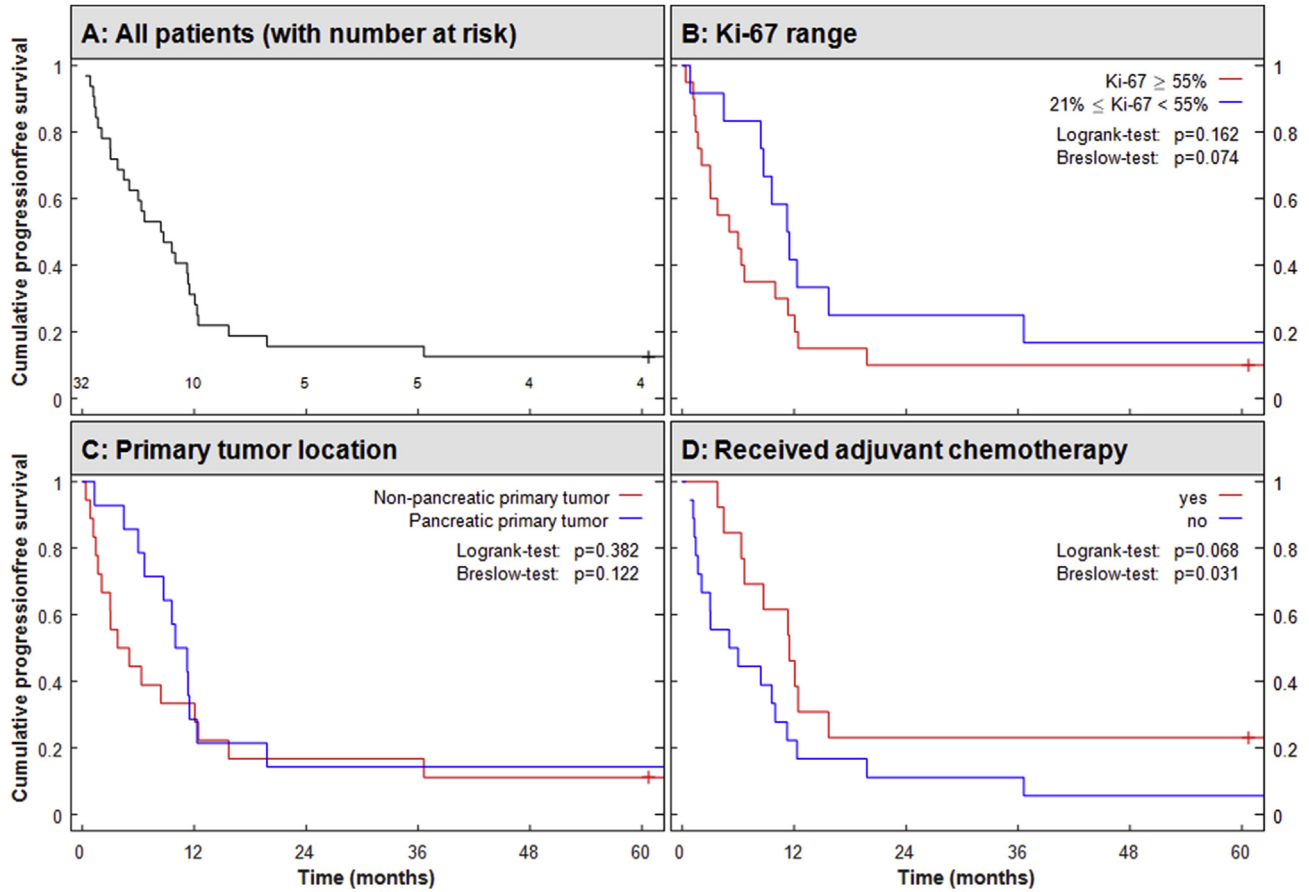 A: All patients (with number at risk)
Cumulative progressionfree survival
1
0.8
0.6
0.4
0.2
0
32 10 5 5 4 4
B: Ki-67 range
Ki-67 ≥ 55%
21% ≤ Ki-67 < 55%
Logrank-test: p=0.162
Breslow-test: p=0.074
1
0.8
0.6
0.4
0.2
0
C: Primary tumor location
Cumulative progressionfree survival
Non-pancreatic primary tumor
Pancreatic primary tumor
Logrank-test: p=0.382
Breslow-test: p=0.122
1
0.8
0.6
0.4
0.2
0
0 12 24 36 48 60
Time (months)
D: Received adjuvant chemotherapy
yes
no
Logrank-test: p=0.068
Breslow-test: p=0.031
1
0.8
0.6
0.4
0.2
0
0 12 24 36 48 60
Time (months)